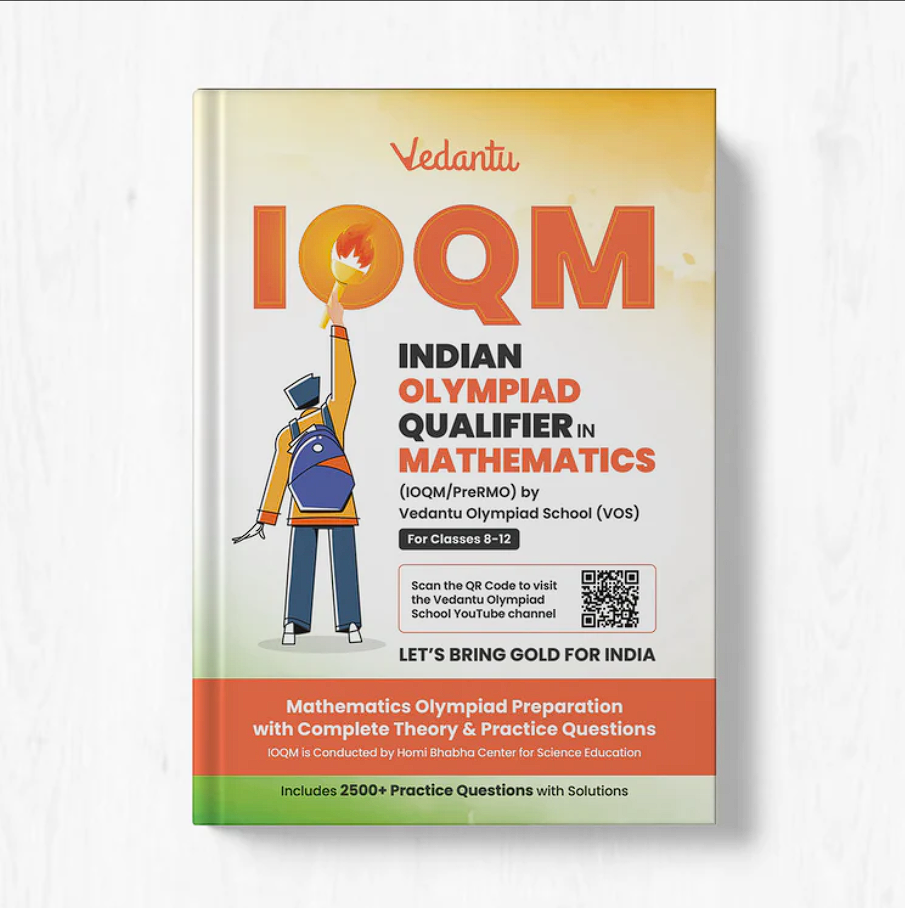 Vedantu
IOQM
INDIAN
OLYMPIAD
QUALIFIER IN
MATHEMATICS
(IOQM/PreRMO) by
Vedantu Olympiad School (VOS)
For Classes 8-12
Scan the QR Code to visit
the Vedantu Olympiad
School YouTube channel
LET'S BRING GOLD FOR INDIA
Mathematics Olympiad Preparation
with Complete Theory & Practice Questions
IOQM is Conducted by Homi Bhabha Center for Science Education
Includes 2500+ Practice Questions with Solutions